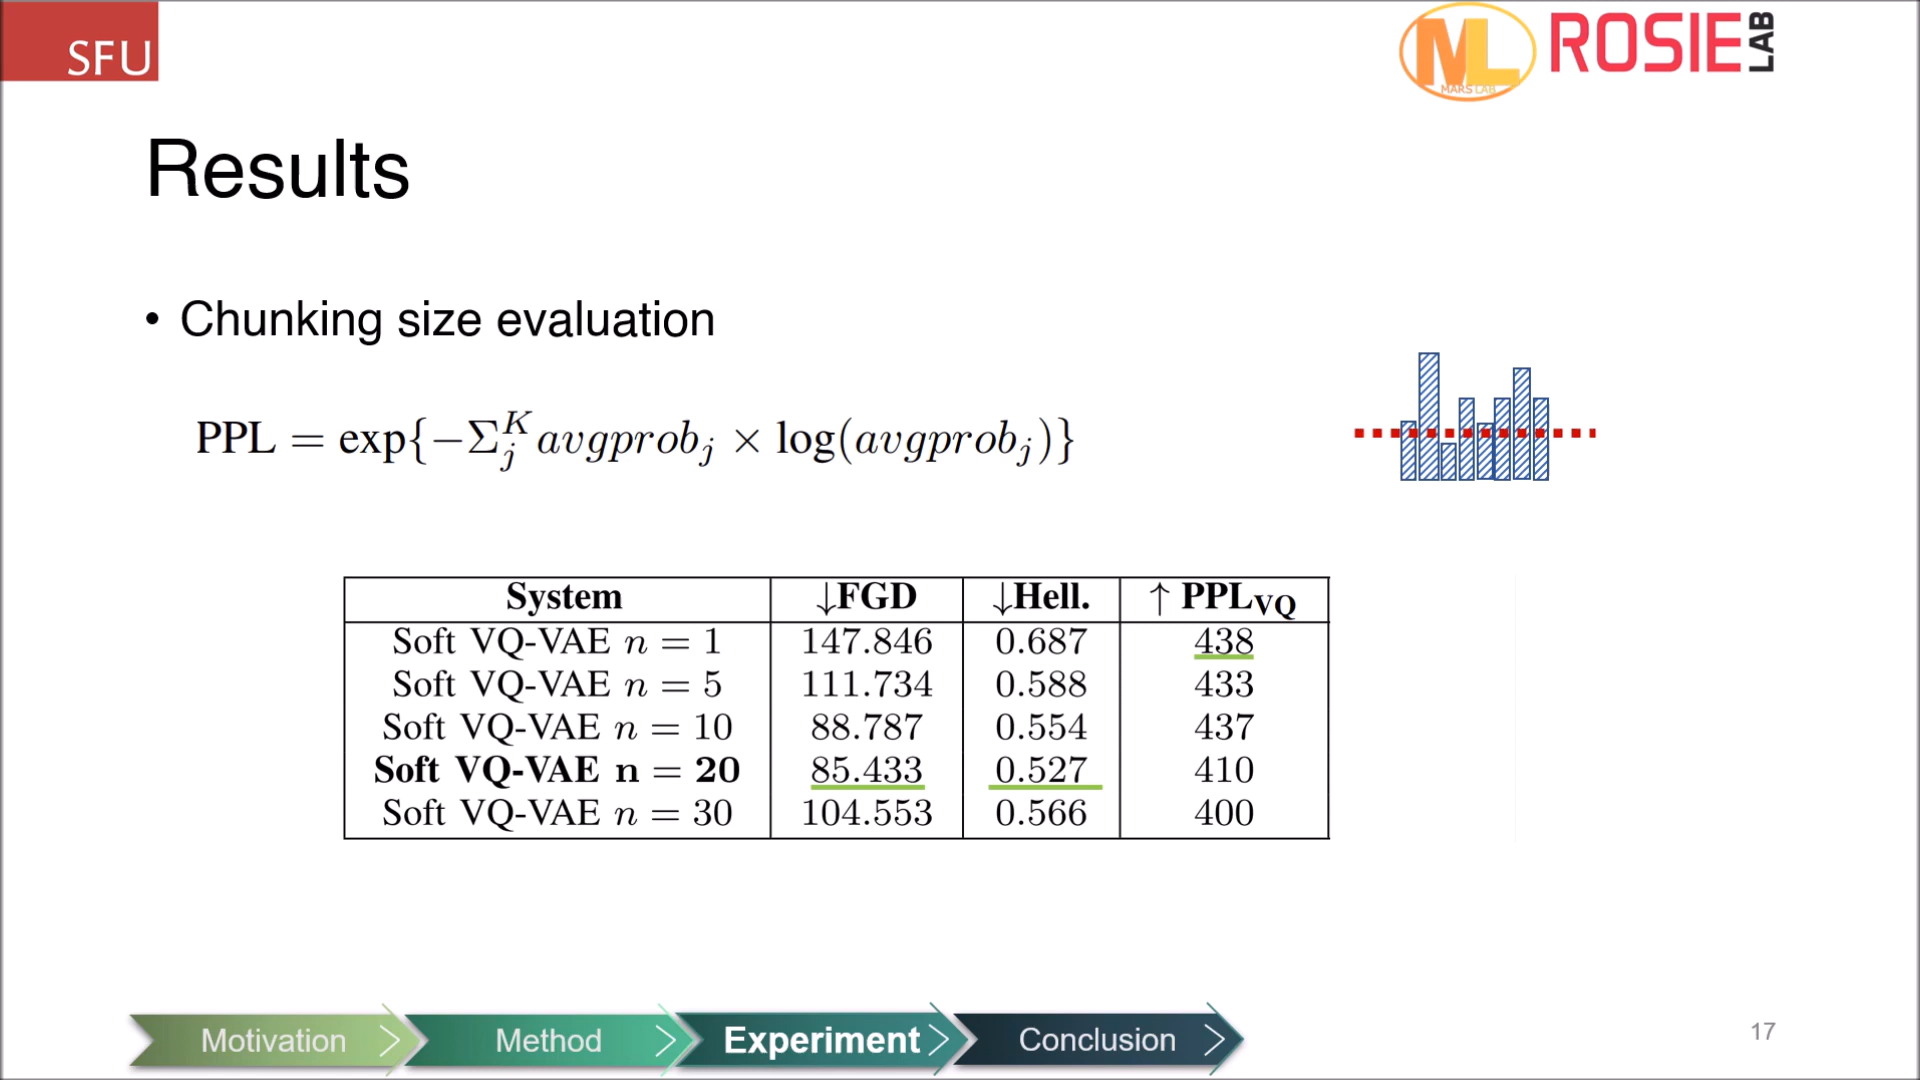 SFU
ML
MARS LAB
ROSIE LAB
Results
• Chunking size evaluation
PPL = exp{−Σ_j^K avgprob_j × log(avgprob_j)}
System ↓FGD ↓Hell. ↑ PPL_VQ
Soft VQ-VAE n = 1 147.846 0.687 438
Soft VQ-VAE n = 5 111.734 0.588 433
Soft VQ-VAE n = 10 88.787 0.554 437
Soft VQ-VAE n = 20 85.433 0.527 410
Soft VQ-VAE n = 30 104.553 0.566 400
Motivation Method Experiment Conclusion
17